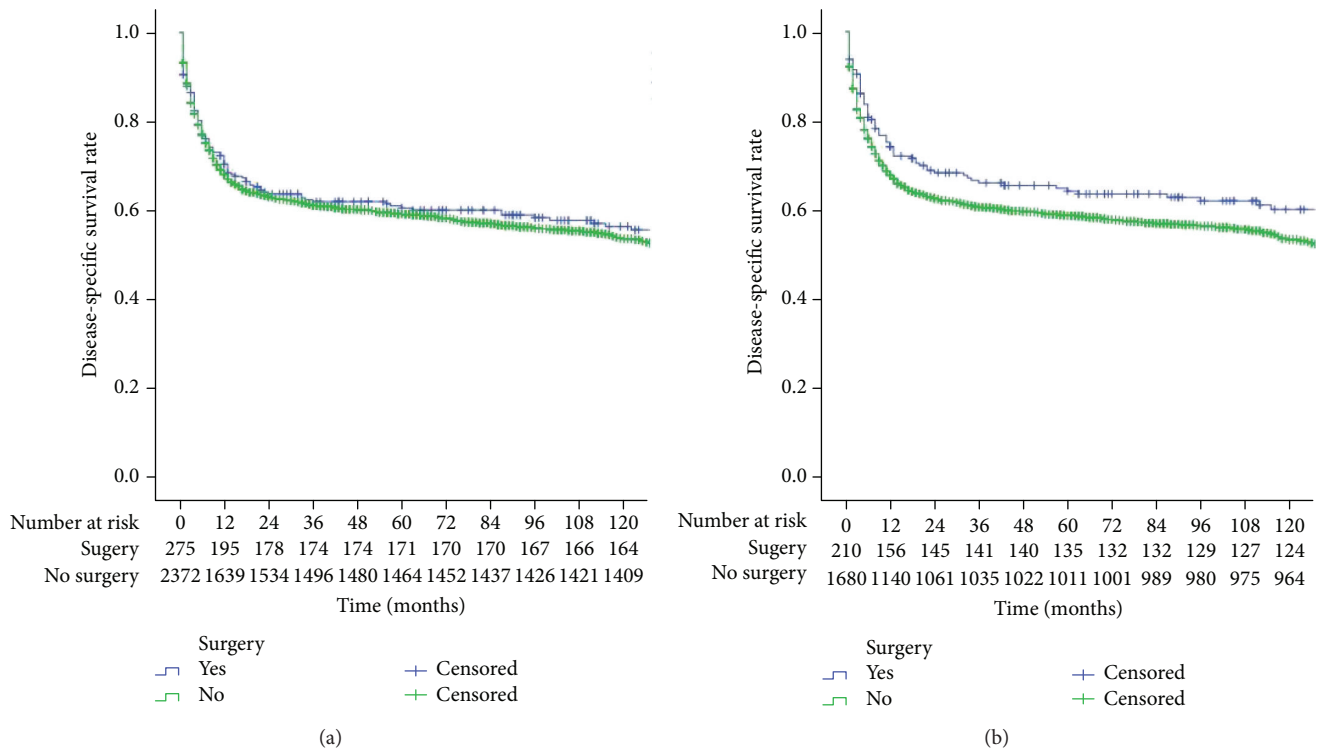 1.0
0.8
0.6
0.4
0.2
0.0
Disease-specific survival rate
Number at risk 0 12 24 36 48 60 72 84 96 108 120
Sugery 275 195 178 174 174 171 170 170 167 166 164
No surgery 2372 1639 1534 1496 1480 1464 1452 1437 1426 1421 1409
Time (months)
Surgery
Yes Censored
No Censored
(a)
1.0
0.8
0.6
0.4
0.2
0.0
Disease-specific survival rate
Number at risk 0 12 24 36 48 60 72 84 96 108 120
Sugery 210 156 145 141 140 135 132 132 129 127 124
No surgery 1680 1140 1061 1035 1022 1011 1001 989 980 975 964
Time (months)
Surgery
Yes Censored
No Censored
(b)